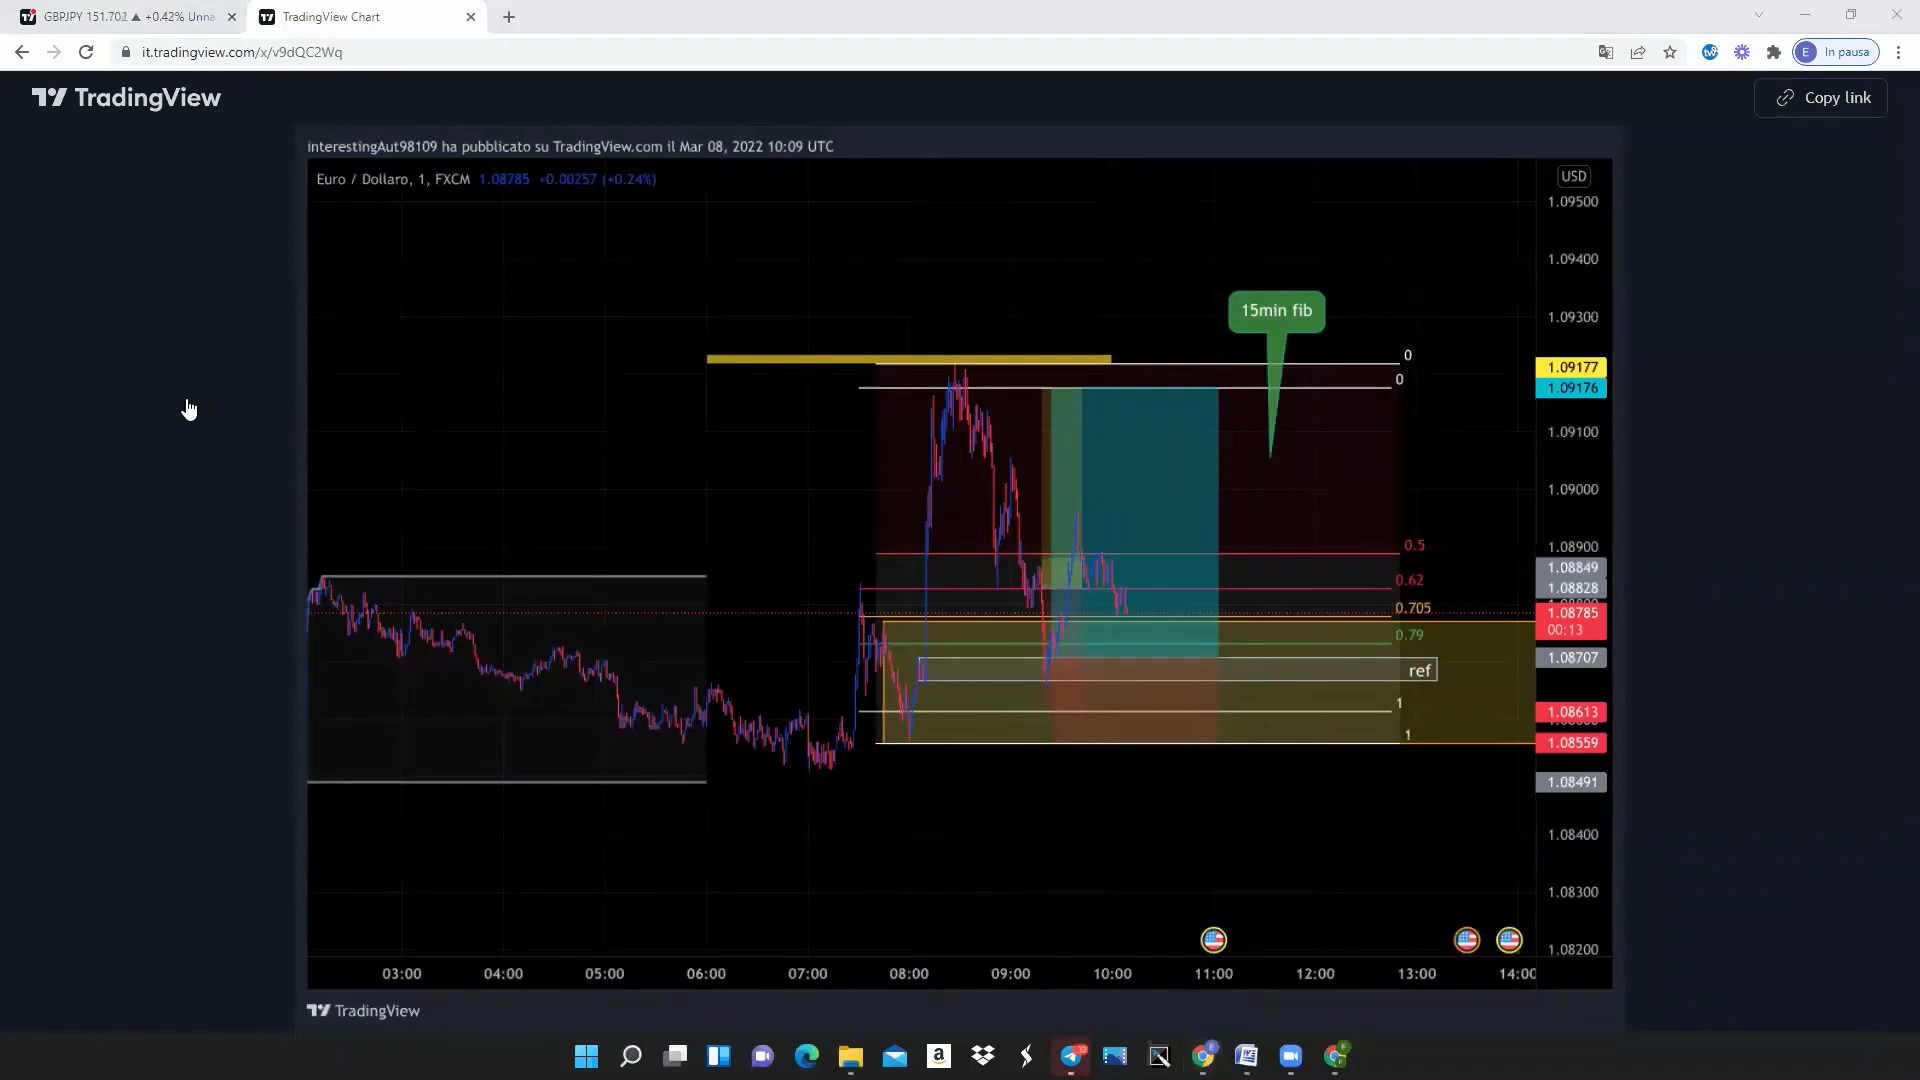 GBPJPY 151.702 ▲ +0.42% Unna
TradingView Chart
it.tradingview.com/x/v9dQC2Wq
E In pausa
TradingView
Copy link
interestingAut98109 ha pubblicato su TradingView.com il Mar 08, 2022 10:09 UTC
Euro / Dollaro, 1, FXCM 1.08785 +0.00257 (+0.24%)
USD
1.09500
1.09400
1.09300
15min fib
0
1.09177
0
1.09176
1.09100
1.09000
0.5
1.08900
1.08849
0.62
1.08828
0.705
1.08785
00:13
0.79
1.08707
ref
1
1.08613
1
1.08559
1.08491
1.08400
1.08300
1.08200
03:00 04:00 05:00 06:00 07:00 08:00 09:00 10:00 11:00 12:00 13:00 14:00
TradingView